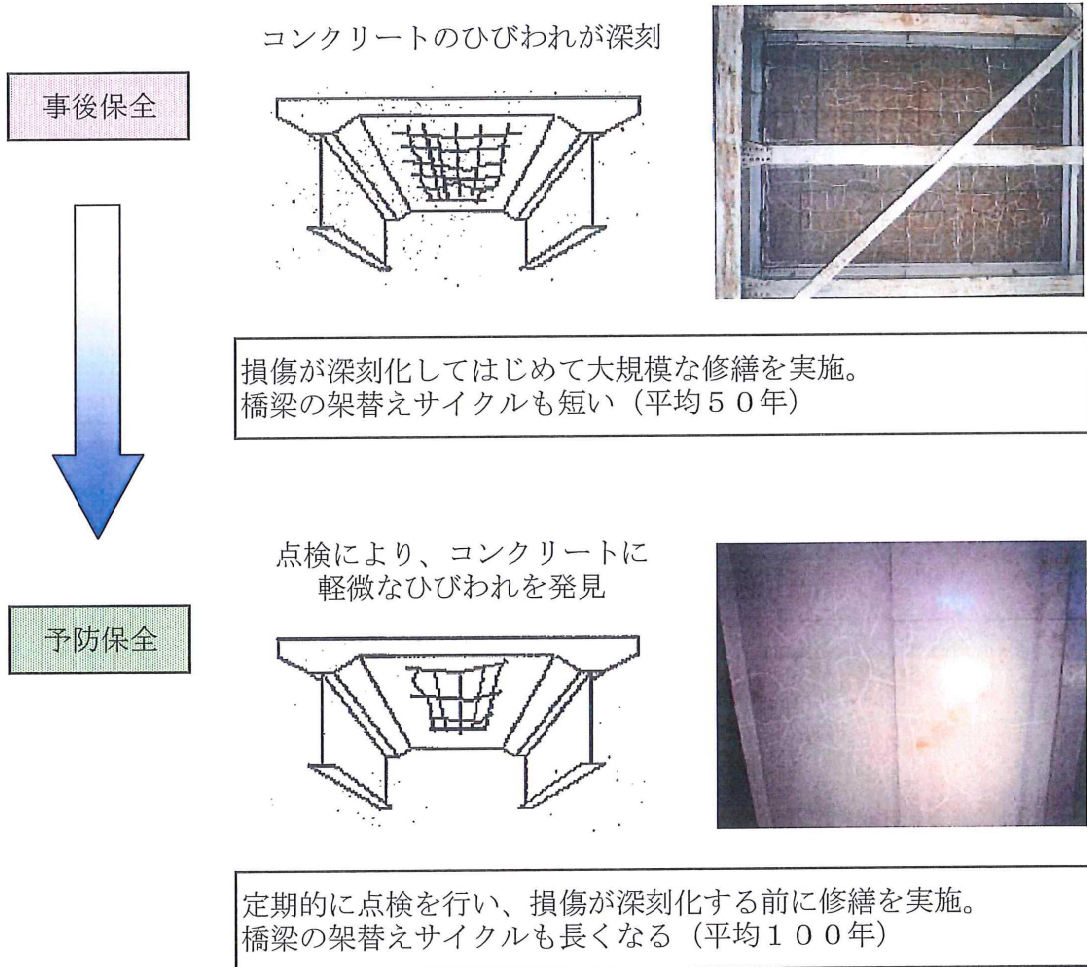 コンクリートのひびわれが深刻
事後保全
損傷が深刻化してはじめて大規模な修繕を実施。
橋梁の架替えサイクルも短い（平均５０年）
点検により、コンクリートに
軽微なひびわれを発見
予防保全
定期的に点検を行い、損傷が深刻化する前に修繕を実施。
橋梁の架替えサイクルも長くなる（平均１００年）